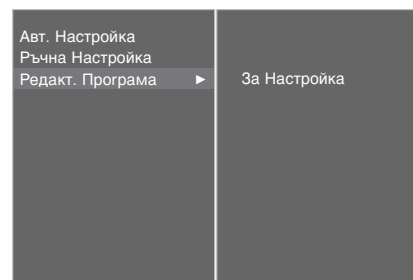 Авт. Настройка
Ръчна Настройка
Редакт. Програма ►
За Настройка